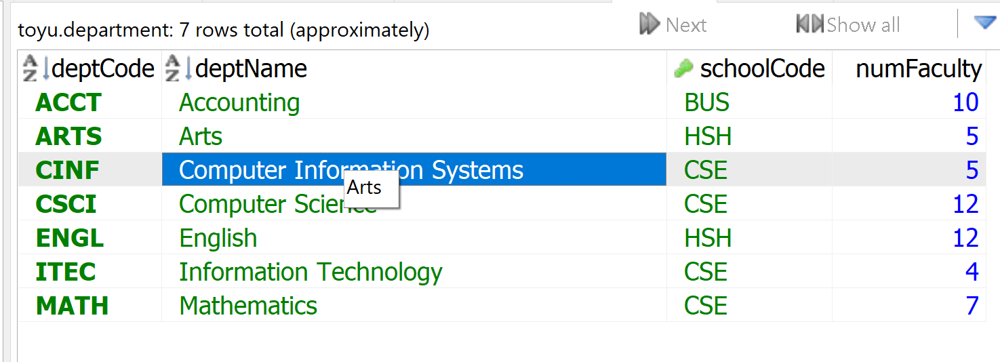 toyu.department: 7 rows total (approximately) Next Show all
deptCode deptName schoolCode numFaculty
ACCT Accounting BUS 10
ARTS Arts HSH 5
CINF Computer Information Systems CSE 5
Arts
CSCI Computer Science CSE 12
ENGL English HSH 12
ITEC Information Technology CSE 4
MATH Mathematics CSE 7